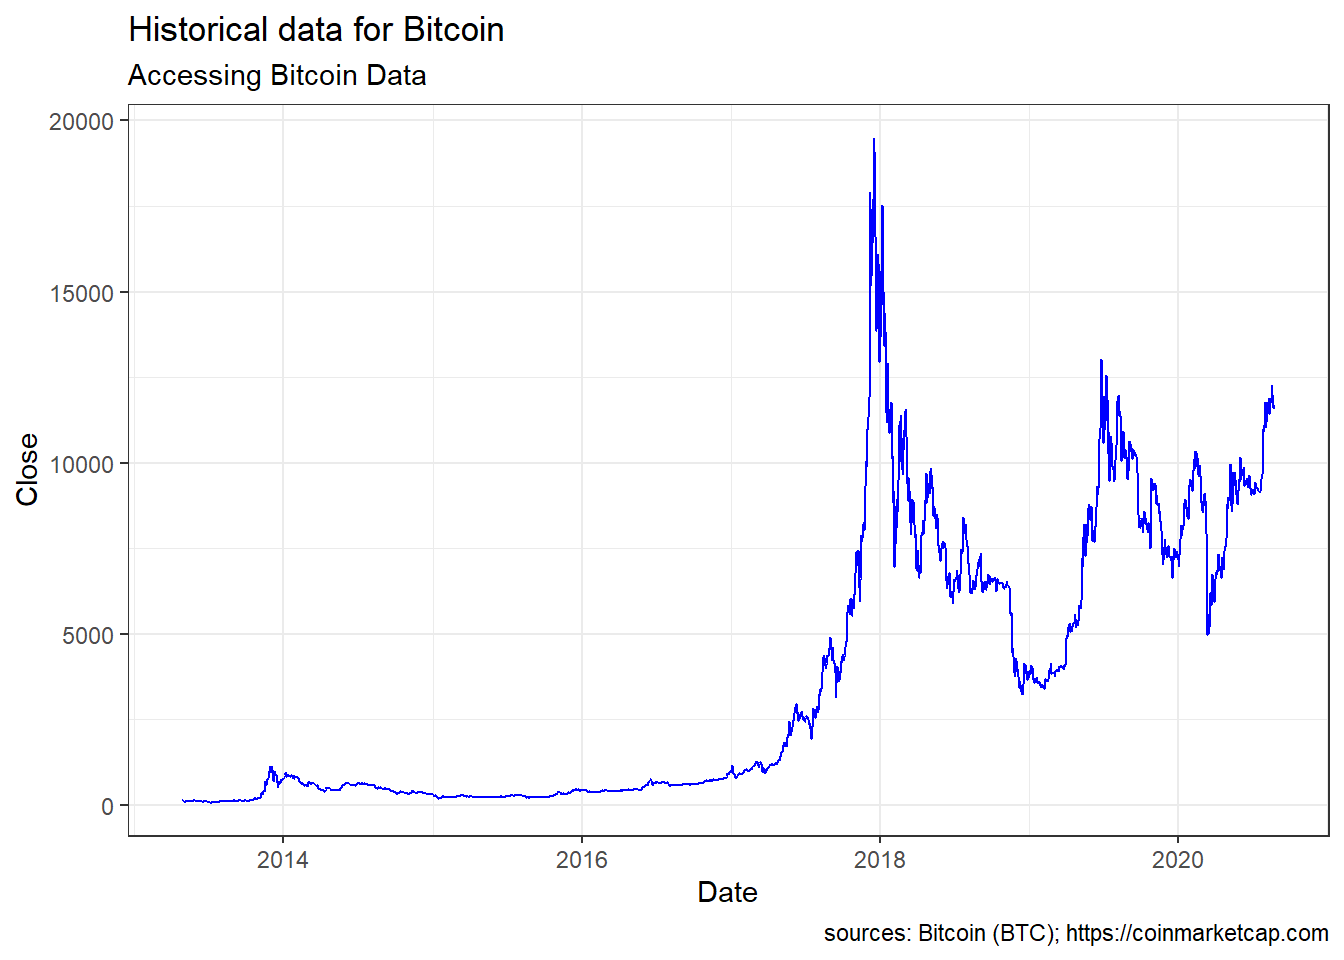 Historical data for Bitcoin
Accessing Bitcoin Data
20000
15000
10000
5000
0
Close
2014 2016 2018 2020
Date
sources: Bitcoin (BTC); https://coinmarketcap.com